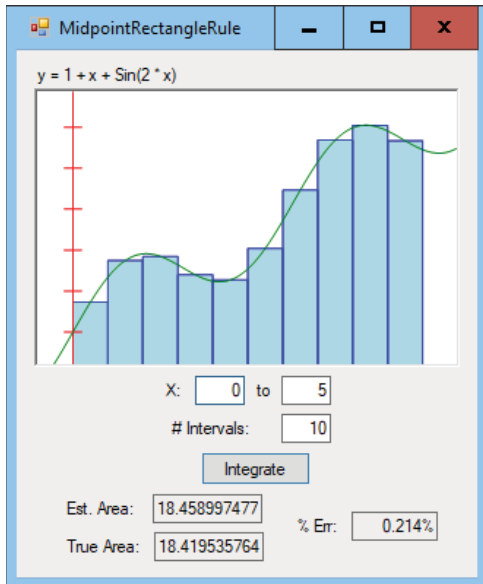 MidpointRectangleRule
y = 1 + x + Sin(2 * x)
X: 0 to 5
# Intervals: 10
Integrate
Est. Area: 18.458997477
% Err: 0.214%
True Area: 18.419535764